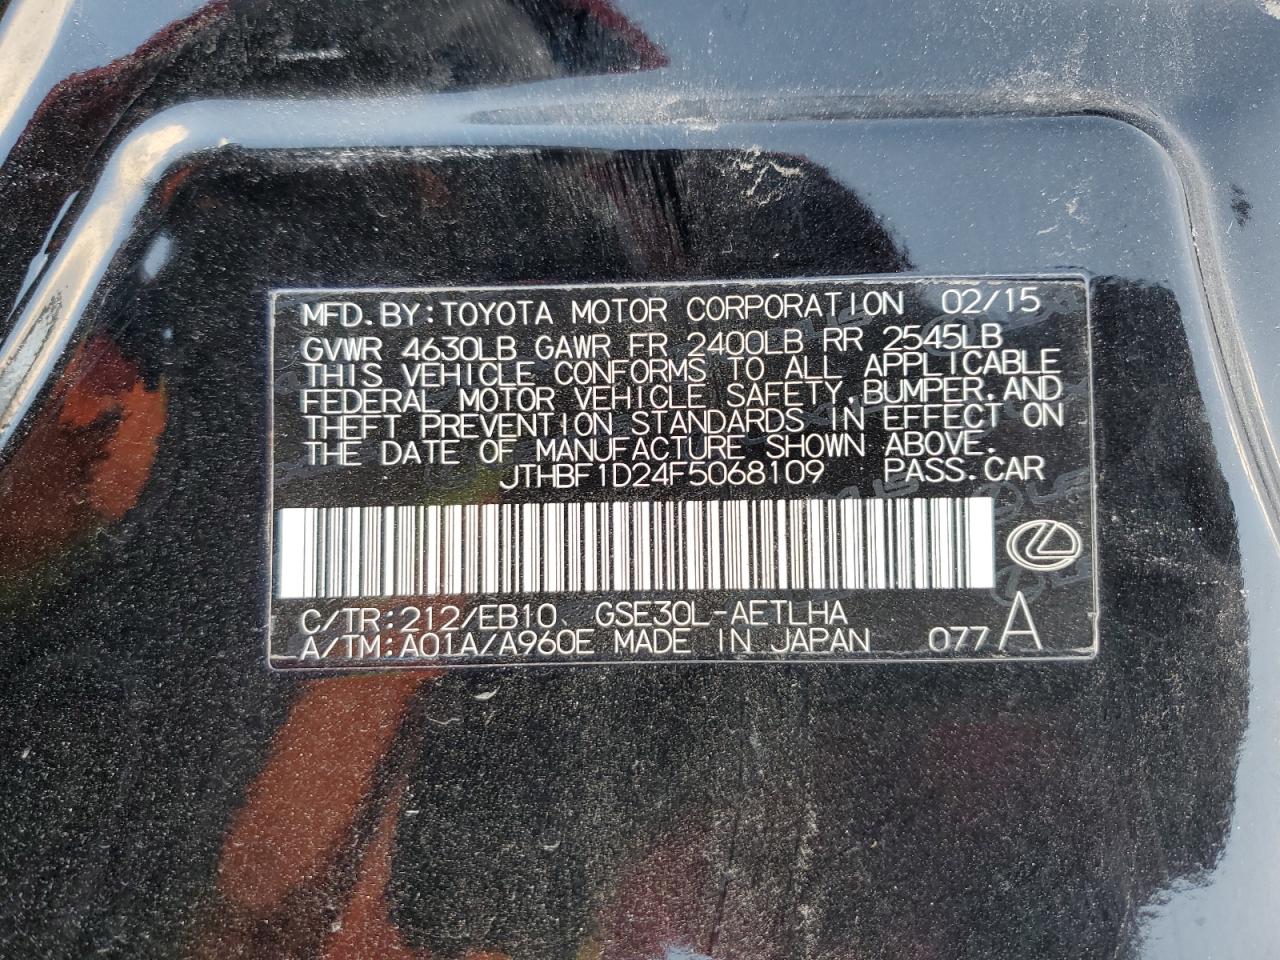 MFD.BY:TOYOTA MOTOR CORPORATION 02/15
GVWR 4630LB GAWR FR 2400LB RR 2545LB
THIS VEHICLE CONFORMS TO ALL APPLICABLE
FEDERAL MOTOR VEHICLE SAFETY,BUMPER,AND
THEFT PREVENTION STANDARDS IN EFFECT ON
THE DATE OF MANUFACTURE SHOWN ABOVE.
JTHBF1D24F5068109 PASS.CAR
C/TR:212/EB10 GSE30L-AETLHA
A/TM:A01A/A960E MADE IN JAPAN 077 A